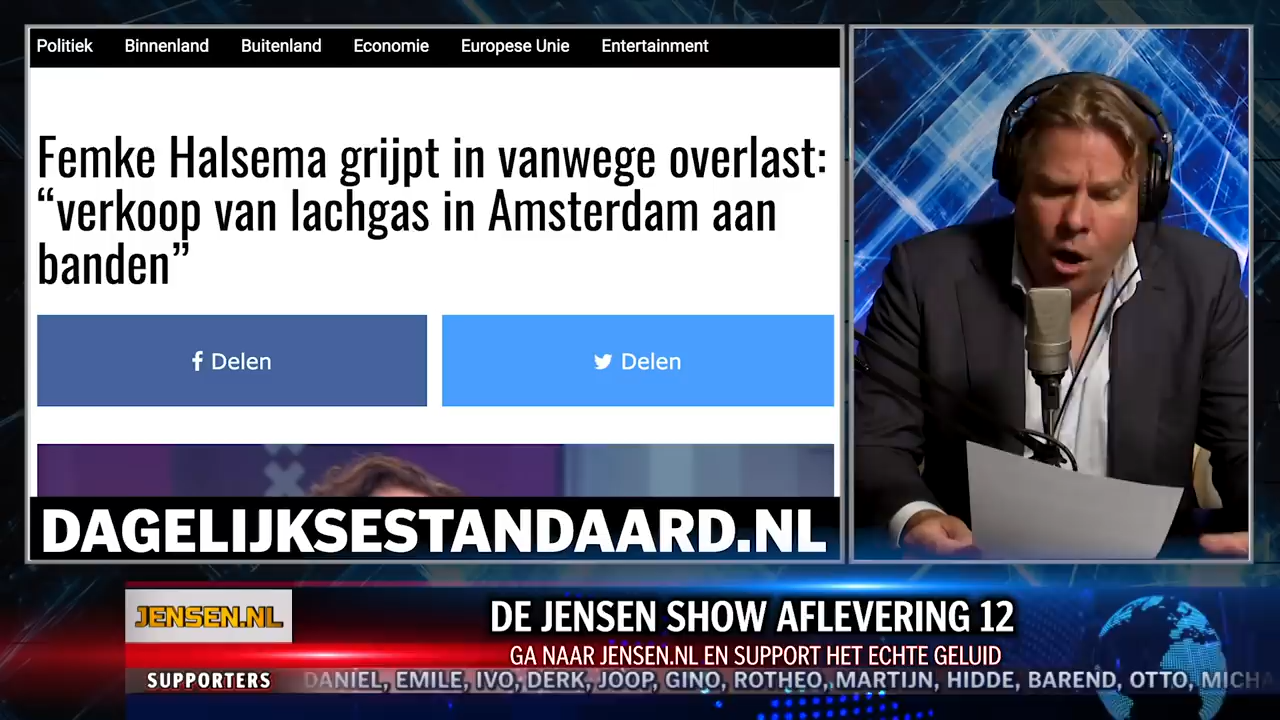 Politiek Binnenland Buitenland Economie Europese Unie Entertainment
Femke Halsema grijpt in vanwege overlast:
“verkoop van lachgas in Amsterdam aan
banden”
Delen Delen
DAGELIJKSESTANDAARD.NL
JENSEN.NL
DE JENSEN SHOW AFLEVERING 12
GA NAAR JENSEN.NL EN SUPPORT HET ECHTE GELUID
SUPPORTERS DANIEL, EMILE, IVO, DERK, JOOP, GINO, ROTHEO, MARTIJN, HIDDE, BAREND, OTTO, MICHA